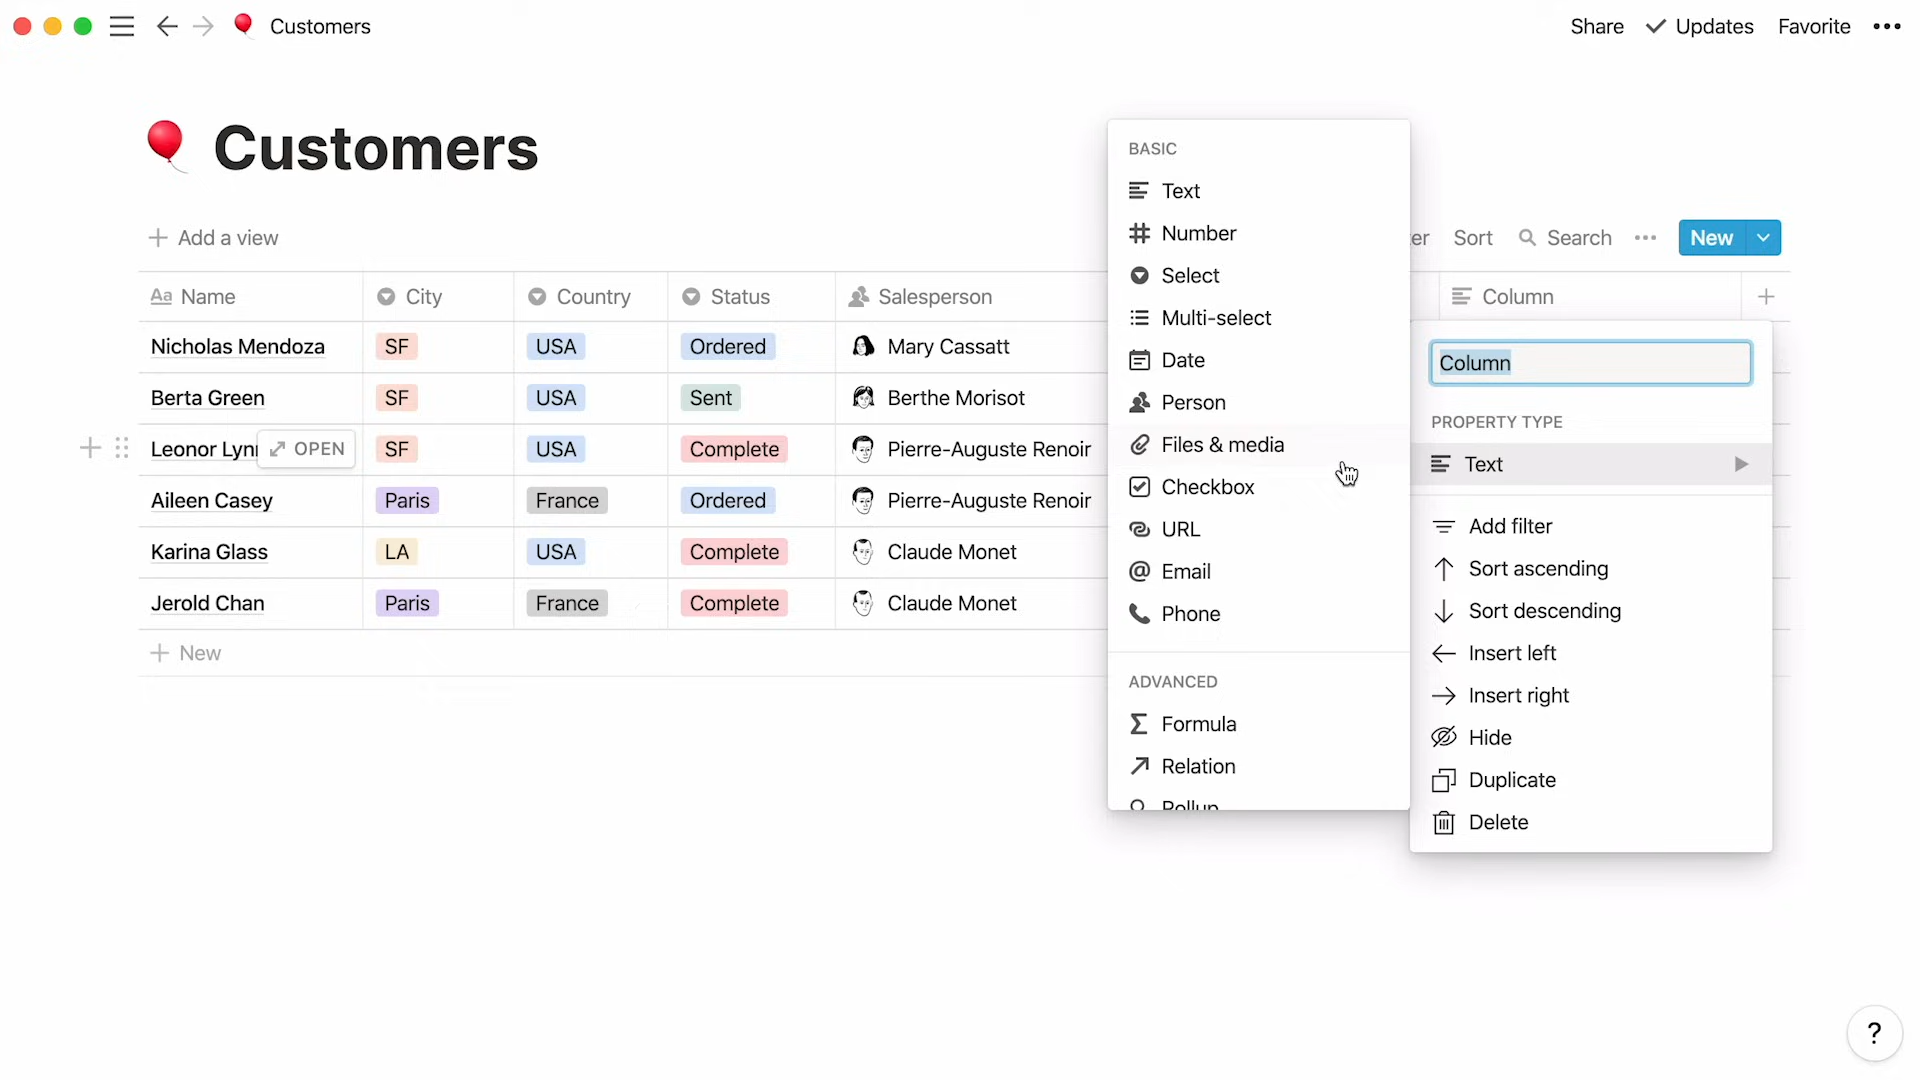 Customers
Share
Updates
Favorite
Customers
Add a view
er
Sort
Search
New
Aa Name
City
Country
Status
Salesperson
Column
Nicholas Mendoza
SF
USA
Ordered
Mary Cassatt
Berta Green
SF
USA
Sent
Berthe Morisot
Leonor Lyn
OPEN
SF
USA
Complete
Pierre-Auguste Renoir
Aileen Casey
Paris
France
Ordered
Pierre-Auguste Renoir
Karina Glass
LA
USA
Complete
Claude Monet
Jerold Chan
Paris
France
Complete
Claude Monet
New
BASIC
Text
Number
Select
Multi-select
Date
Person
Files & media
Checkbox
URL
Email
Phone
ADVANCED
Formula
Relation
Rollup
Column
PROPERTY TYPE
Text
Add filter
Sort ascending
Sort descending
Insert left
Insert right
Hide
Duplicate
Delete
?